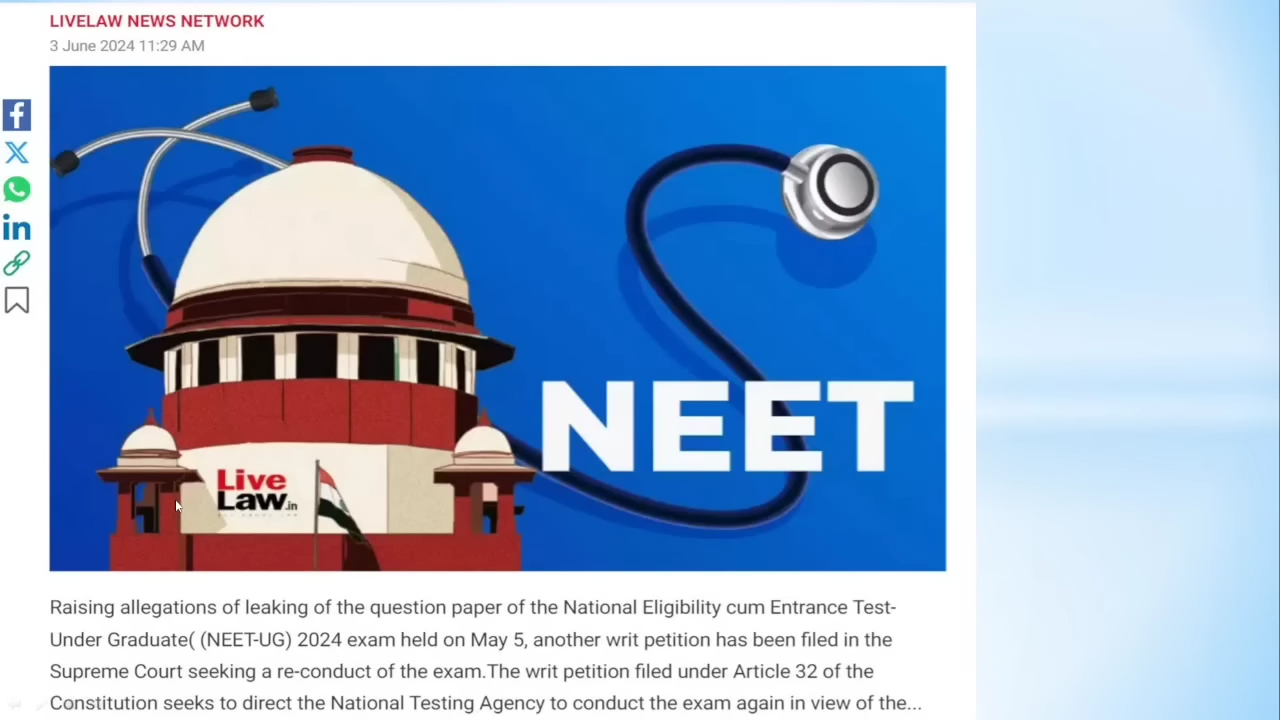 LIVELAW NEWS NETWORK
3 June 2024 11:29 AM
NEET
Live
Law.in
Raising allegations of leaking of the question paper of the National Eligibility cum Entrance Test-
Under Graduate( (NEET-UG) 2024 exam held on May 5, another writ petition has been filed in the
Supreme Court seeking a re-conduct of the exam.The writ petition filed under Article 32 of the
Constitution seeks to direct the National Testing Agency to conduct the exam again in view of the...